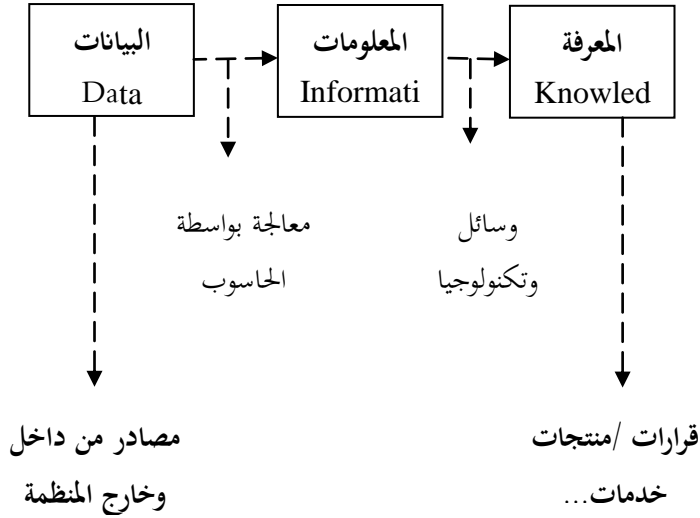 البيانات
Data
المعلومات
Informati
المعرفة
Knowled
معالجة بواسطة
الحاسوب
وسائل
وتكنولوجيا
مصادر من داخل
وخارج المنظمة
قرارات /منتجات
خدمات...